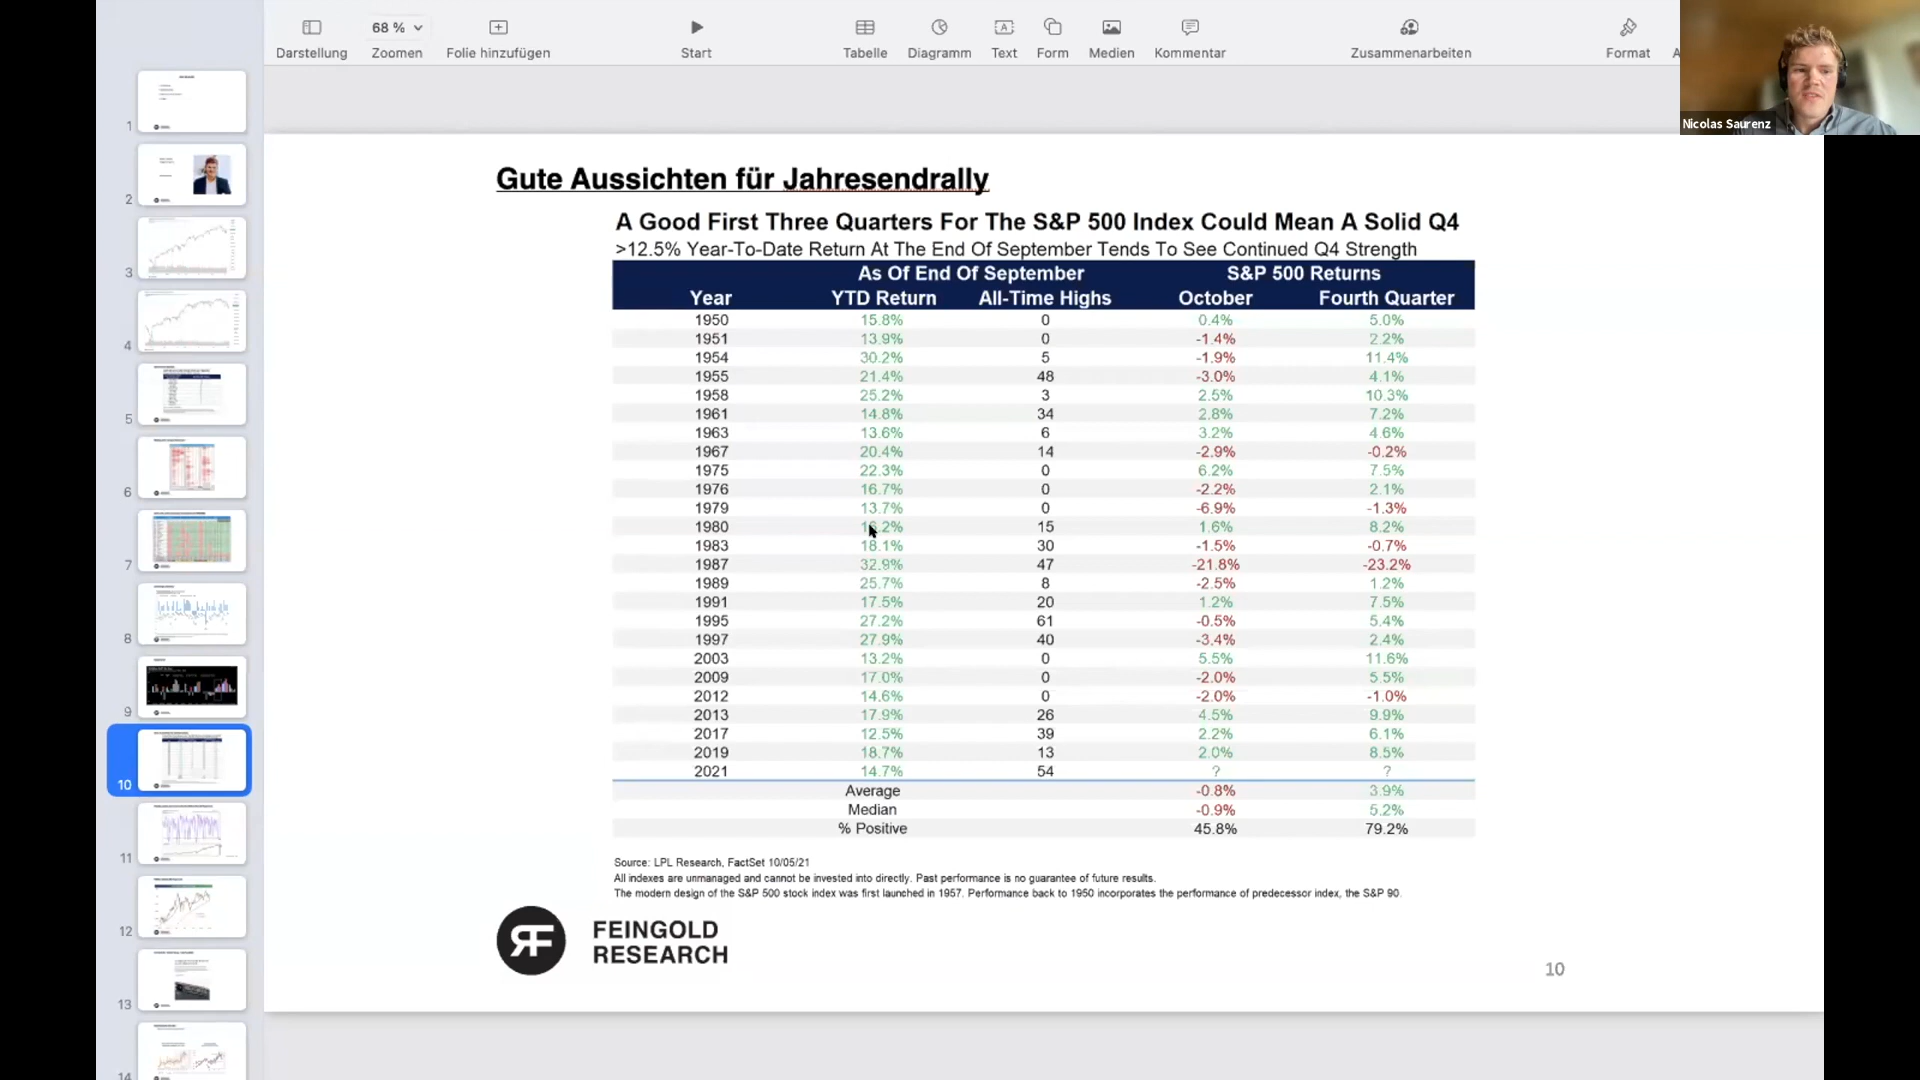 68 %
Darstellung Zoomen Folie hinzufügen Start Tabelle Diagramm Text Form Medien Kommentar Zusammenarbeiten Format
Nicolas Saurenz
1
2
3
4
5
6
7
8
9
10
11
12
13
14
Gute Aussichten für Jahresendrally
A Good First Three Quarters For The S&P 500 Index Could Mean A Solid Q4
>12.5% Year-To-Date Return At The End Of September Tends To See Continued Q4 Strength
As Of End Of September S&P 500 Returns
Year YTD Return All-Time Highs October Fourth Quarter
1950 15.8% 0 0.4% 5.0%
1951 13.9% 0 -1.4% 2.2%
1954 30.2% 5 -1.9% 11.4%
1955 21.4% 48 -3.0% 4.1%
1958 25.2% 3 2.5% 10.3%
1961 14.8% 34 2.8% 7.2%
1963 13.6% 6 3.2% 4.6%
1967 20.4% 14 -2.9% -0.2%
1975 22.3% 0 6.2% 7.5%
1976 16.7% 0 -2.2% 2.1%
1979 13.7% 0 -6.9% -1.3%
1980 15 1.6% 8.2%
1983 18.1% 30 -1.5% -0.7%
1987 32.9% 47 -21.8% -23.2%
1989 25.7% 8 -2.5% 1.2%
1991 17.5% 20 1.2% 7.5%
1995 27.2% 61 -0.5% 5.4%
1997 27.9% 40 -3.4% 2.4%
2003 13.2% 0 5.5% 11.6%
2009 17.0% 0 -2.0% 5.5%
2012 14.6% 0 -2.0% -1.0%
2013 17.9% 26 4.5% 9.9%
2017 12.5% 39 2.2% 6.1%
2019 18.7% 13 2.0% 8.5%
2021 14.7% 54 ? ?
Average -0.8% 3.9%
Median -0.9% 5.2%
% Positive 45.8% 79.2%
Source: LPL Research, FactSet 10/05/21
All indexes are unmanaged and cannot be invested into directly. Past performance is no guarantee of future results.
The modern design of the S&P 500 stock index was first launched in 1957. Performance back to 1950 incorporates the performance of predecessor index, the S&P 90.
FEINGOLD
RESEARCH
10